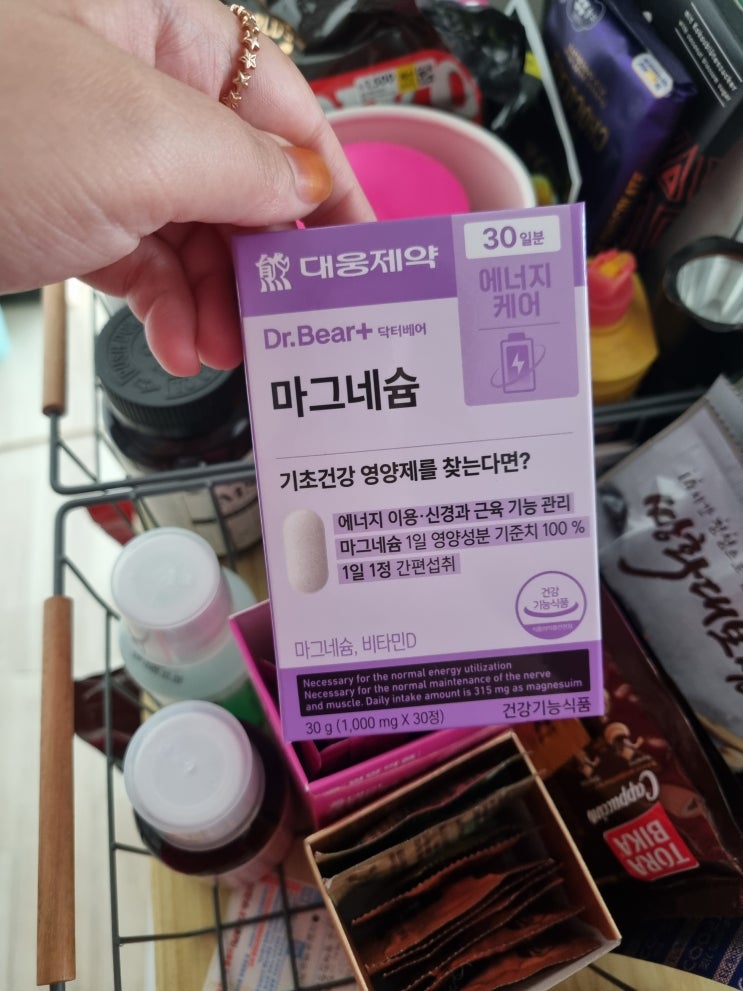 대웅제약
30일분
에너지
케어
Dr.Bear+ 닥터베어
마그네슘
기초건강 영양제를 찾는다면?
에너지 이용·신경과 근육 기능 관리
마그네슘 1일 영양성분 기준치 100 %
1일 1정 간편섭취
건강
기능식품
마그네슘, 비타민D
Necessary for the normal energy utilization
Necessary for the normal maintenance of the nerve
and muscle. Daily intake amount is 315 mg as magnesuim
30 g (1,000 mg X 30정)
건강기능식품
Cappuccino
TORA
BIKA